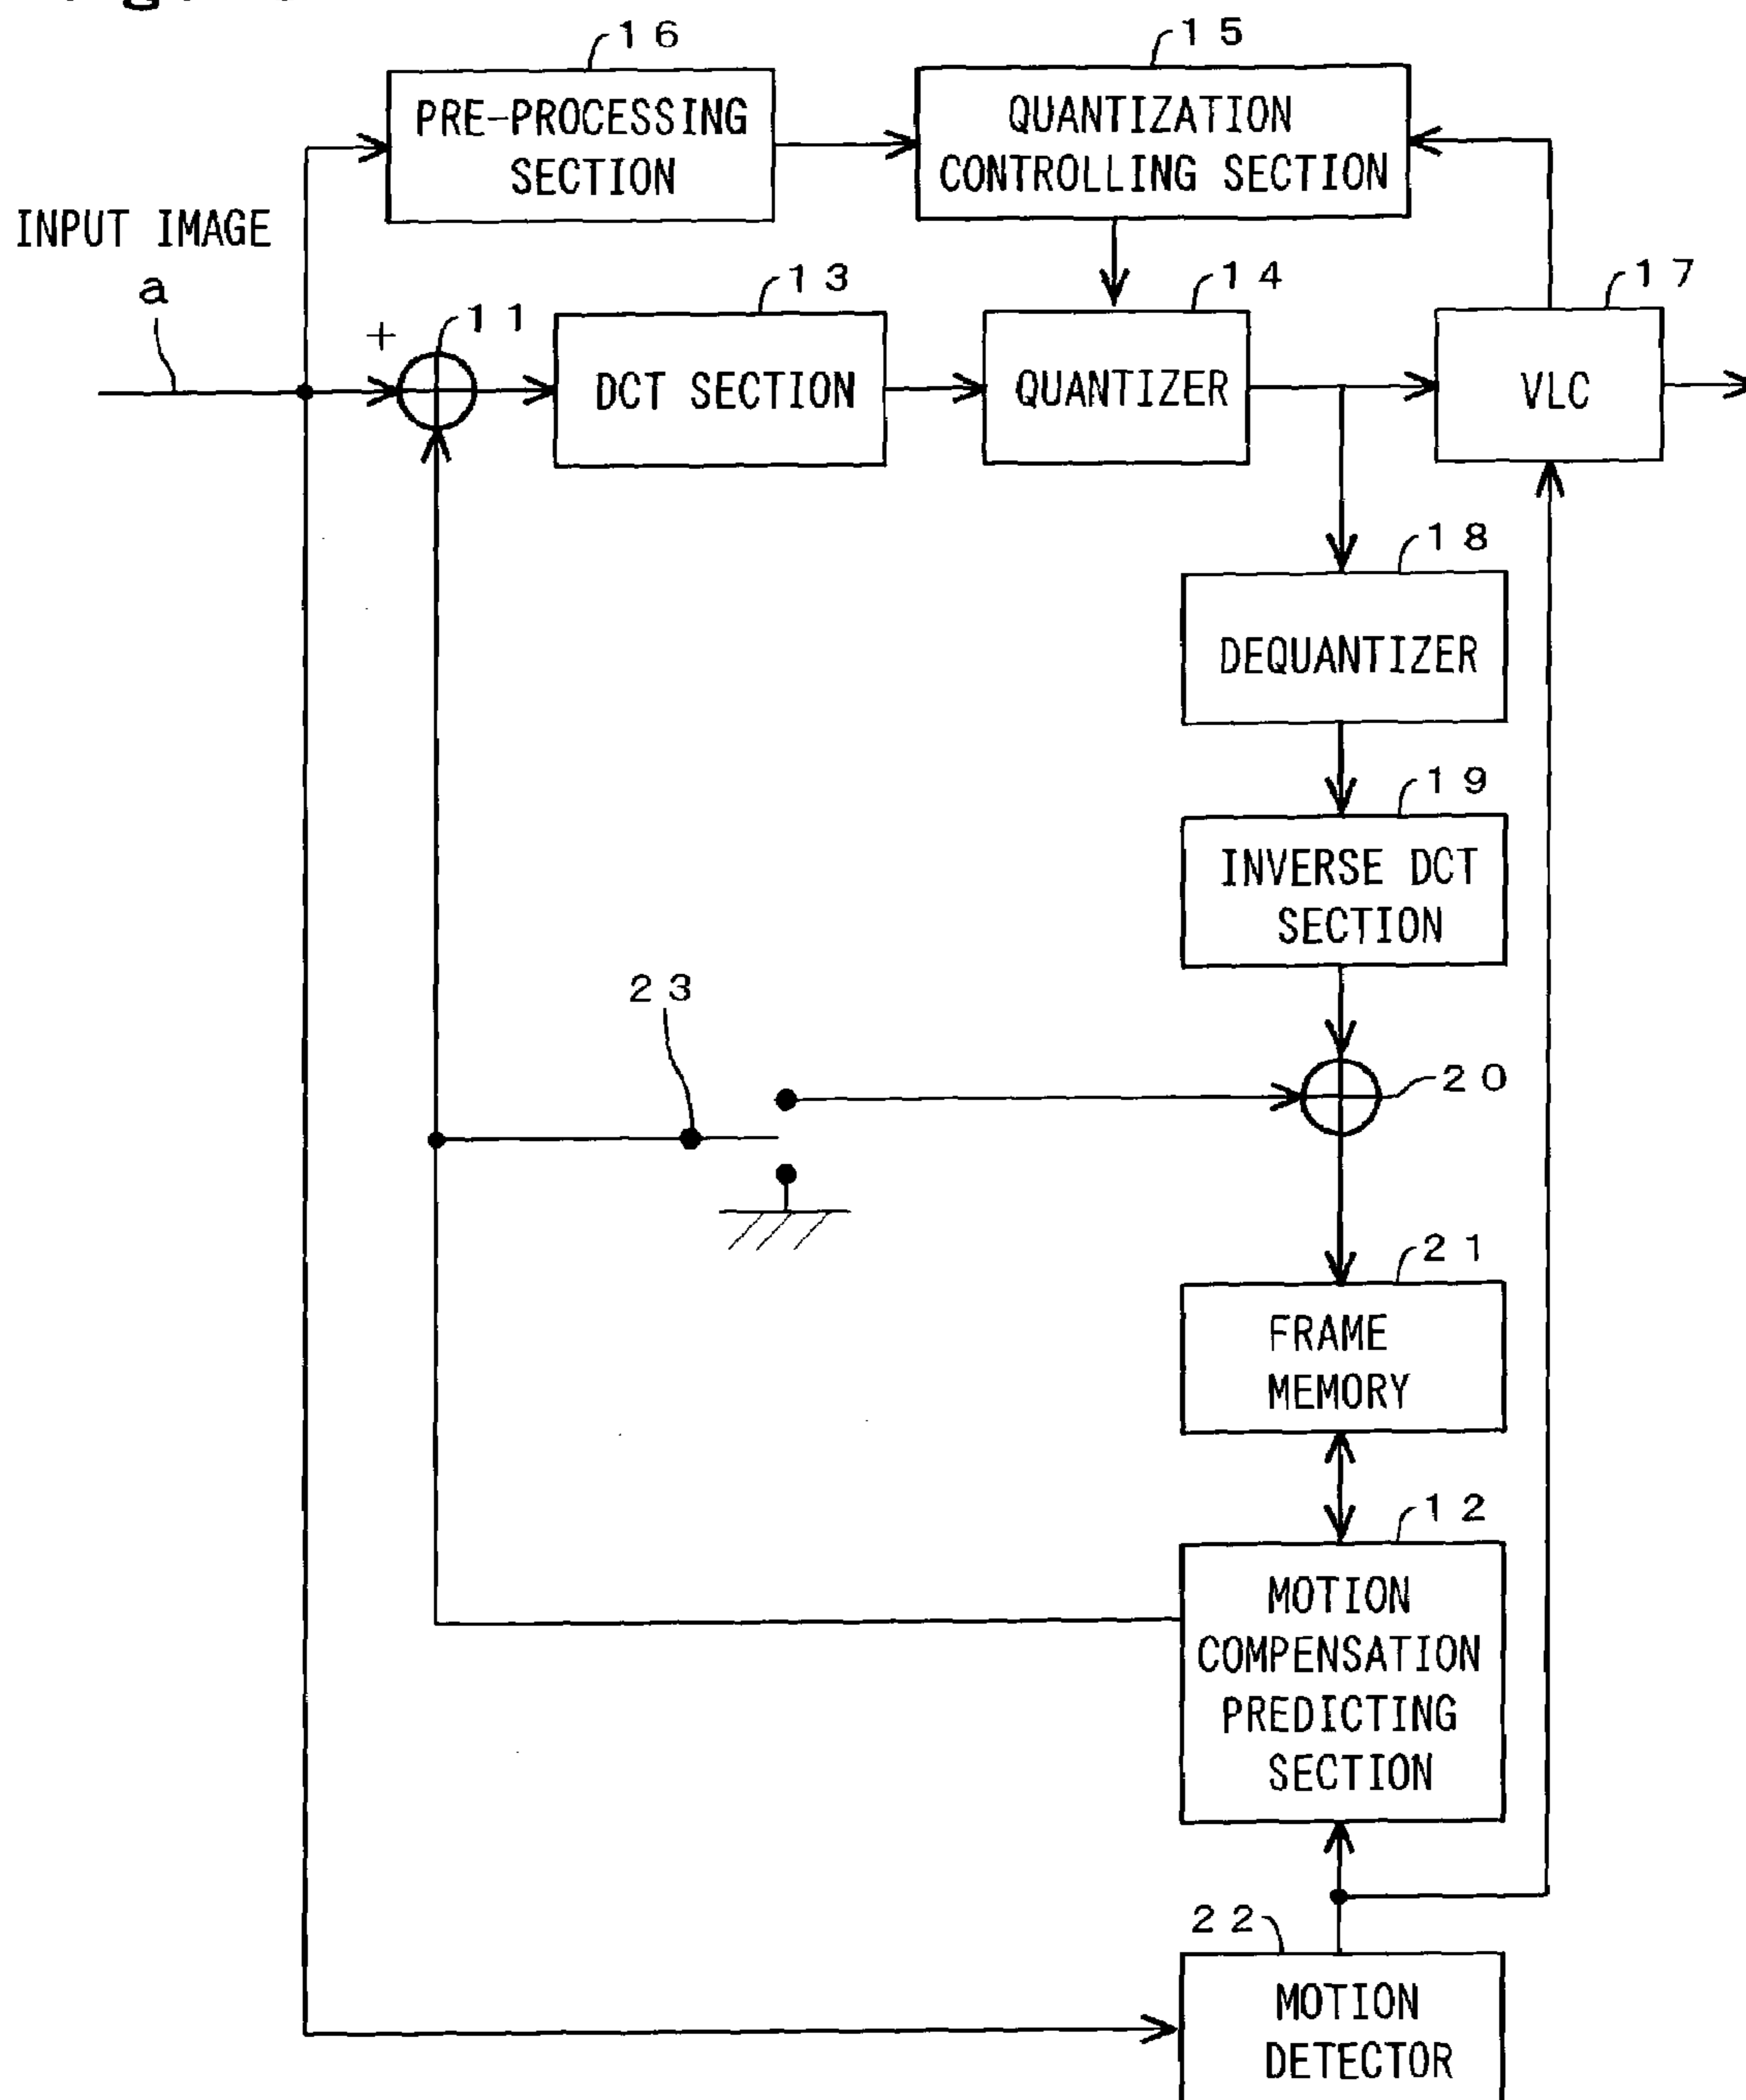 16
15
PRE-PROCESSING
SECTION
QUANTIZATION
CONTROLLING SECTION
INPUT IMAGE
a
+
11
13
14
17
DCT SECTION
QUANTIZER
VLC
18
DEQUANTIZER
19
INVERSE DCT
SECTION
23
20
21
FRAME
MEMORY
12
MOTION
COMPENSATION
PREDICTING
SECTION
22
MOTION
DETECTOR